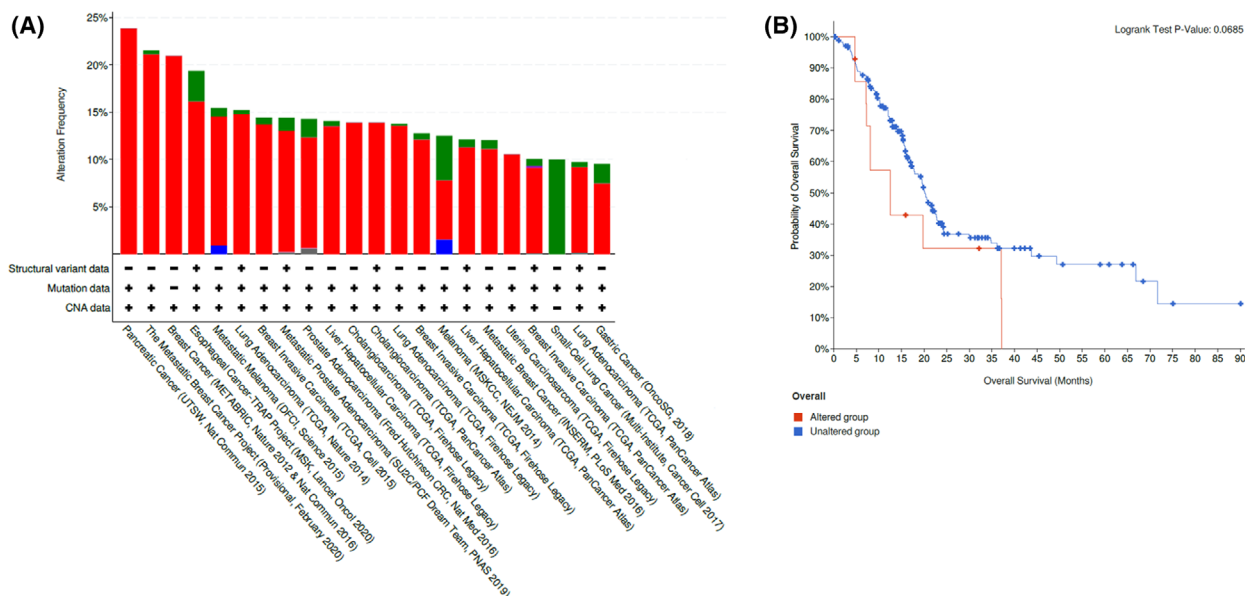 (A)
25%
20%
15%
10%
5%
Alteration Frequency
Structural variant data - - - + - + - + - - - + - - - + - - + - + -
Mutation data + + - + + + + + + + + + + + + + + + + + + +
CNA data + + + + + + + + + + + + + + + + + + + - + +
Pancreatic Cancer (UTSW, Nat Commun 2015)
The Metastatic Breast Cancer Project (Provisional, February 2020)
Breast Cancer (METABRIC, Nature 2012 & Nat Commun 2016)
Esophageal Cancer-TRAP Project (MSK, Lancet Oncol 2020)
Metastatic Melanoma (DFCI, Science 2015)
Lung Adenocarcinoma (TCGA, Nature 2014)
Breast Invasive Carcinoma (TCGA, Cell 2015)
Metastatic Prostate Adenocarcinoma (SU2C/PCF Dream Team, PNAS 2019)
Prostate Adenocarcinoma (Fred Hutchinson CRC, Nat Med 2016)
Liver Hepatocellular Carcinoma (TCGA, Firehose Legacy)
Cholangiocarcinoma (TCGA, Firehose Legacy)
Cholangiocarcinoma (TCGA, PanCancer Atlas)
Lung Adenocarcinoma (TCGA, Firehose Legacy)
Breast Invasive Carcinoma (TCGA, Firehose Legacy)
Melanoma (MSKCC, NEJM 2014)
Liver Hepatocellular Carcinoma (TCGA, PanCancer Atlas)
Metastatic Breast Cancer (INSERM, PLoS Med 2016)
Uterine Carcinosarcoma (TCGA, Firehose Legacy)
Breast Invasive Carcinoma (TCGA, PanCancer Atlas)
Small-Cell Lung Cancer (Multi-Institute, Cancer Cell 2017)
Lung Adenocarcinoma (TCGA, PanCancer Atlas)
Gastric Cancer (OncoSG, 2018)
(B)
Logrank Test P-Value: 0.0685
100%
90%
80%
70%
60%
50%
40%
30%
20%
10%
0%
Probability of Overall Survival
0 5 10 15 20 25 30 35 40 45 50 55 60 65 70 75 80 85 90
Overall Survival (Months)
Overall
Altered group
Unaltered group